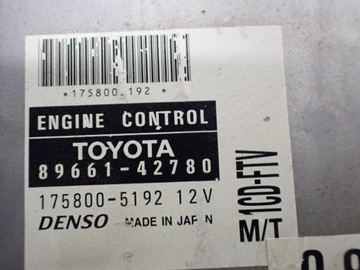 *175800-192 *
ENGINE CONTROL
TOYOTA
89661-42780
175800-5192 12V
DENSO MADE IN JAPAN
1CD-FTV
M/T